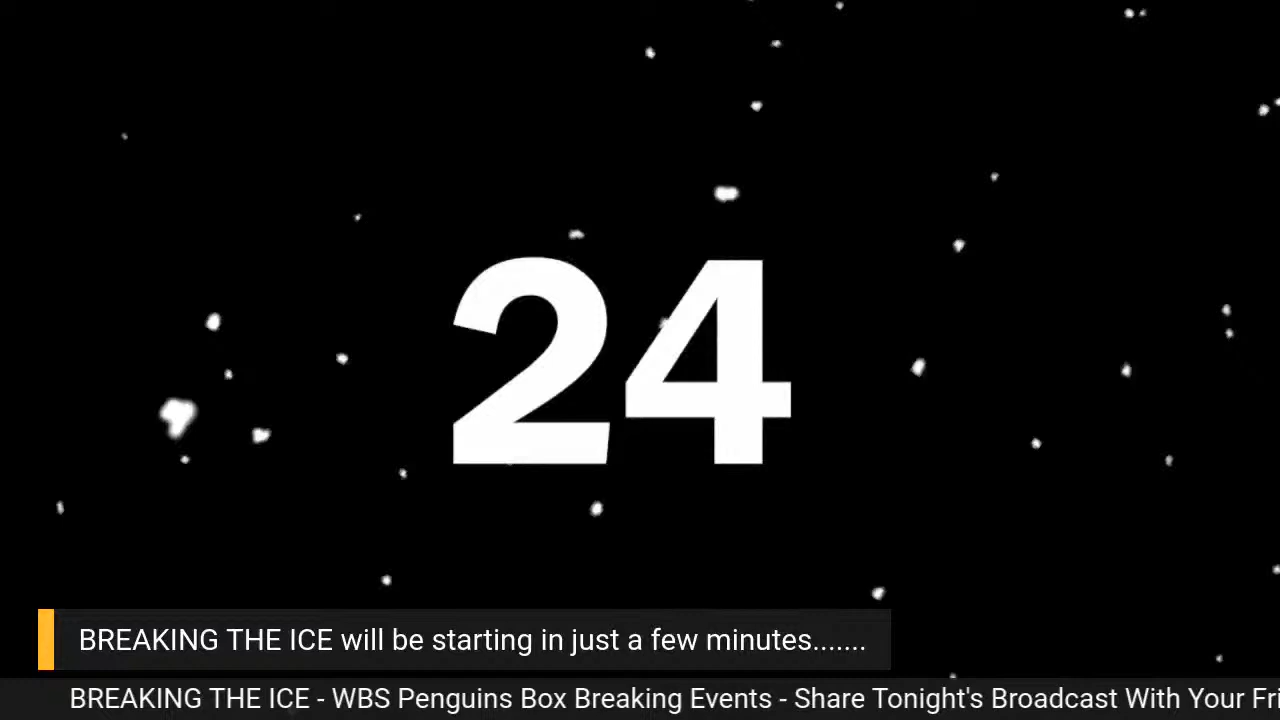 24
BREAKING THE ICE will be starting in just a few minutes.......
BREAKING THE ICE - WBS Penguins Box Breaking Events - Share Tonight's Broadcast With Your